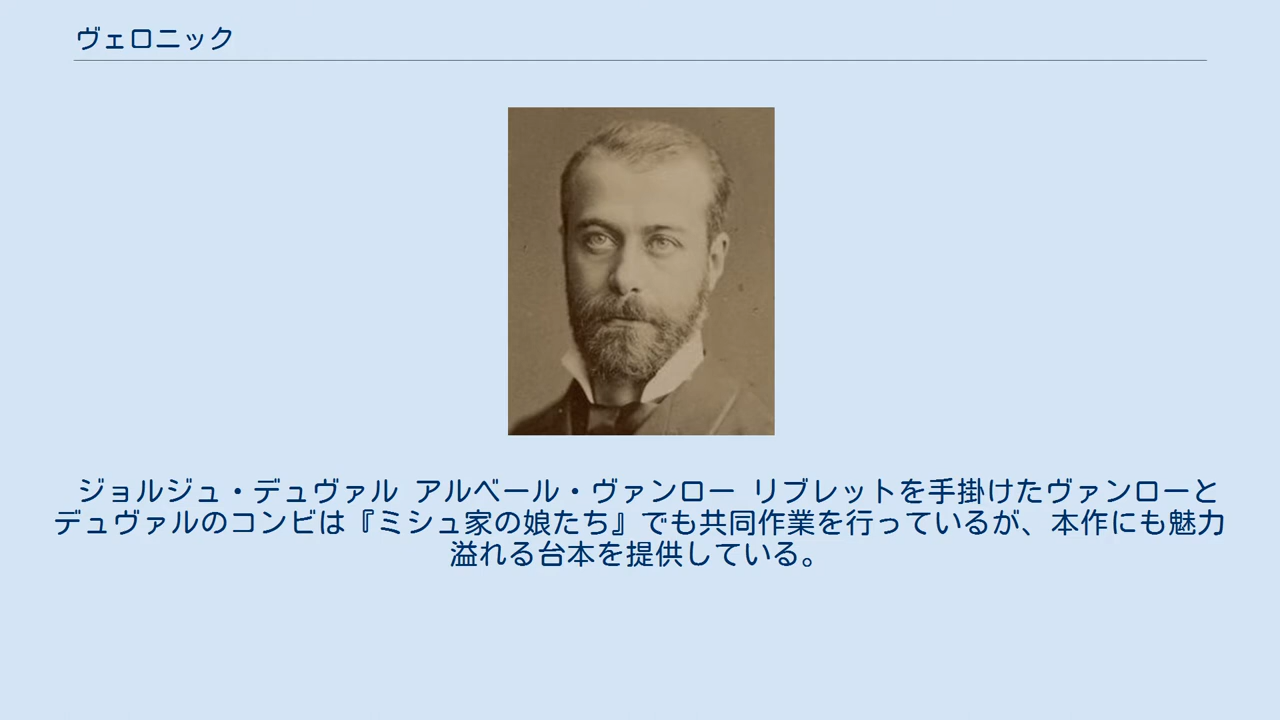 ヴェロニック
ジョルジュ・デュヴァル アルベール・ヴァンロー リブレットを手掛けたヴァンローと
デュヴァルのコンビは『ミシュ家の娘たち』でも共同作業を行っているが、本作にも魅力
溢れる台本を提供している。